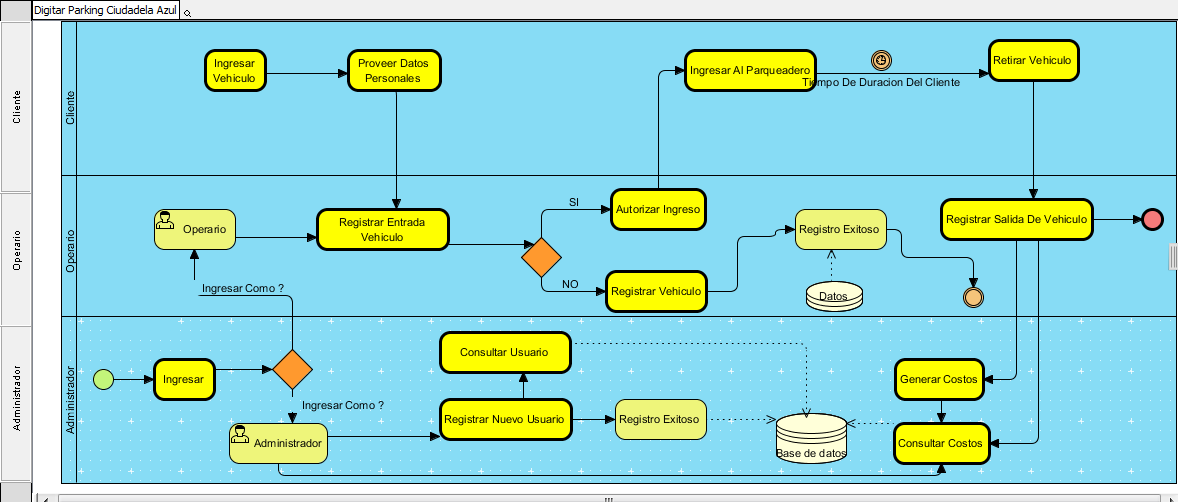 Digitar Parking Ciudadela Azul
Cliente
Cliente
Ingresar
Vehiculo
Proveer Datos
Personales
Ingresar Al Parqueadero
Tiempo De Duracion Del Cliente
Retirar Vehiculo
Operario
Operario
Operario
Registrar Entrada
Vehiculo
SI
Autorizar Ingreso
NO
Registrar Vehiculo
Registro Exitoso
Datos
Registrar Salida De Vehiculo
Ingresar Como ?
Administrador
Administrador
Ingresar
Ingresar Como ?
Administrador
Consultar Usuario
Registrar Nuevo Usuario
Registro Exitoso
Base de datos
Generar Costos
Consultar Costos